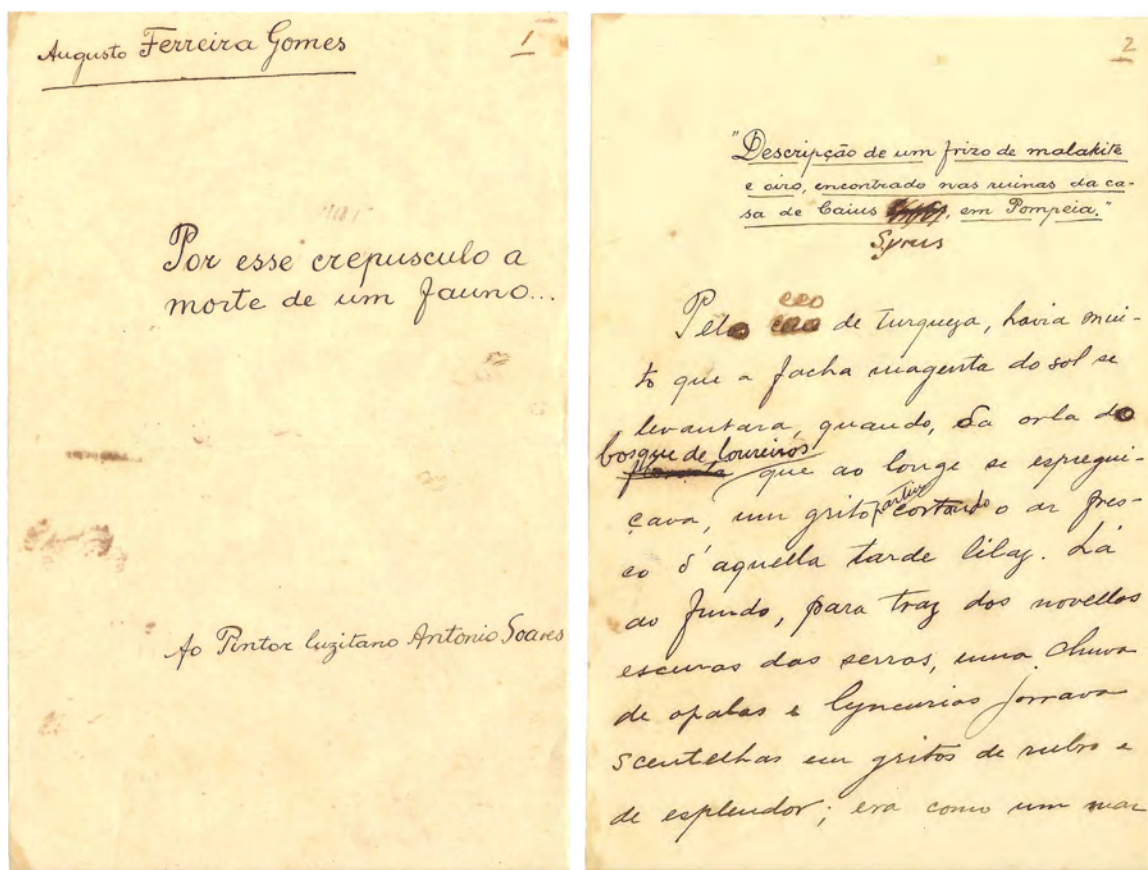 Augusto Ferreira Gomes
1
Por esse crepusculo a
morte de um fauno...
Ao Pintor luzitano Antonio Soares
2
"Descripção de um frizo de malakite
e oiro, encontrado nas ruinas da ca-
sa de Caius, em Pompeia."
Syrus
ceo
Pelo de turqueza, havia mui-
to que a facha magenta do sol se
levantara, quando, da orla do
bosque de loureiros
floresta que ao longe se espregui-
partiu
çava, um grito cortando o ar fres-
co d'aquella tarde lilaz. Lá
ao fundo, para traz dos novellos
escuros das serras, uma chuva
de opalas e lyncurios jorrava
scentelhas em gritos de rubro e
de esplendor; era como um mar